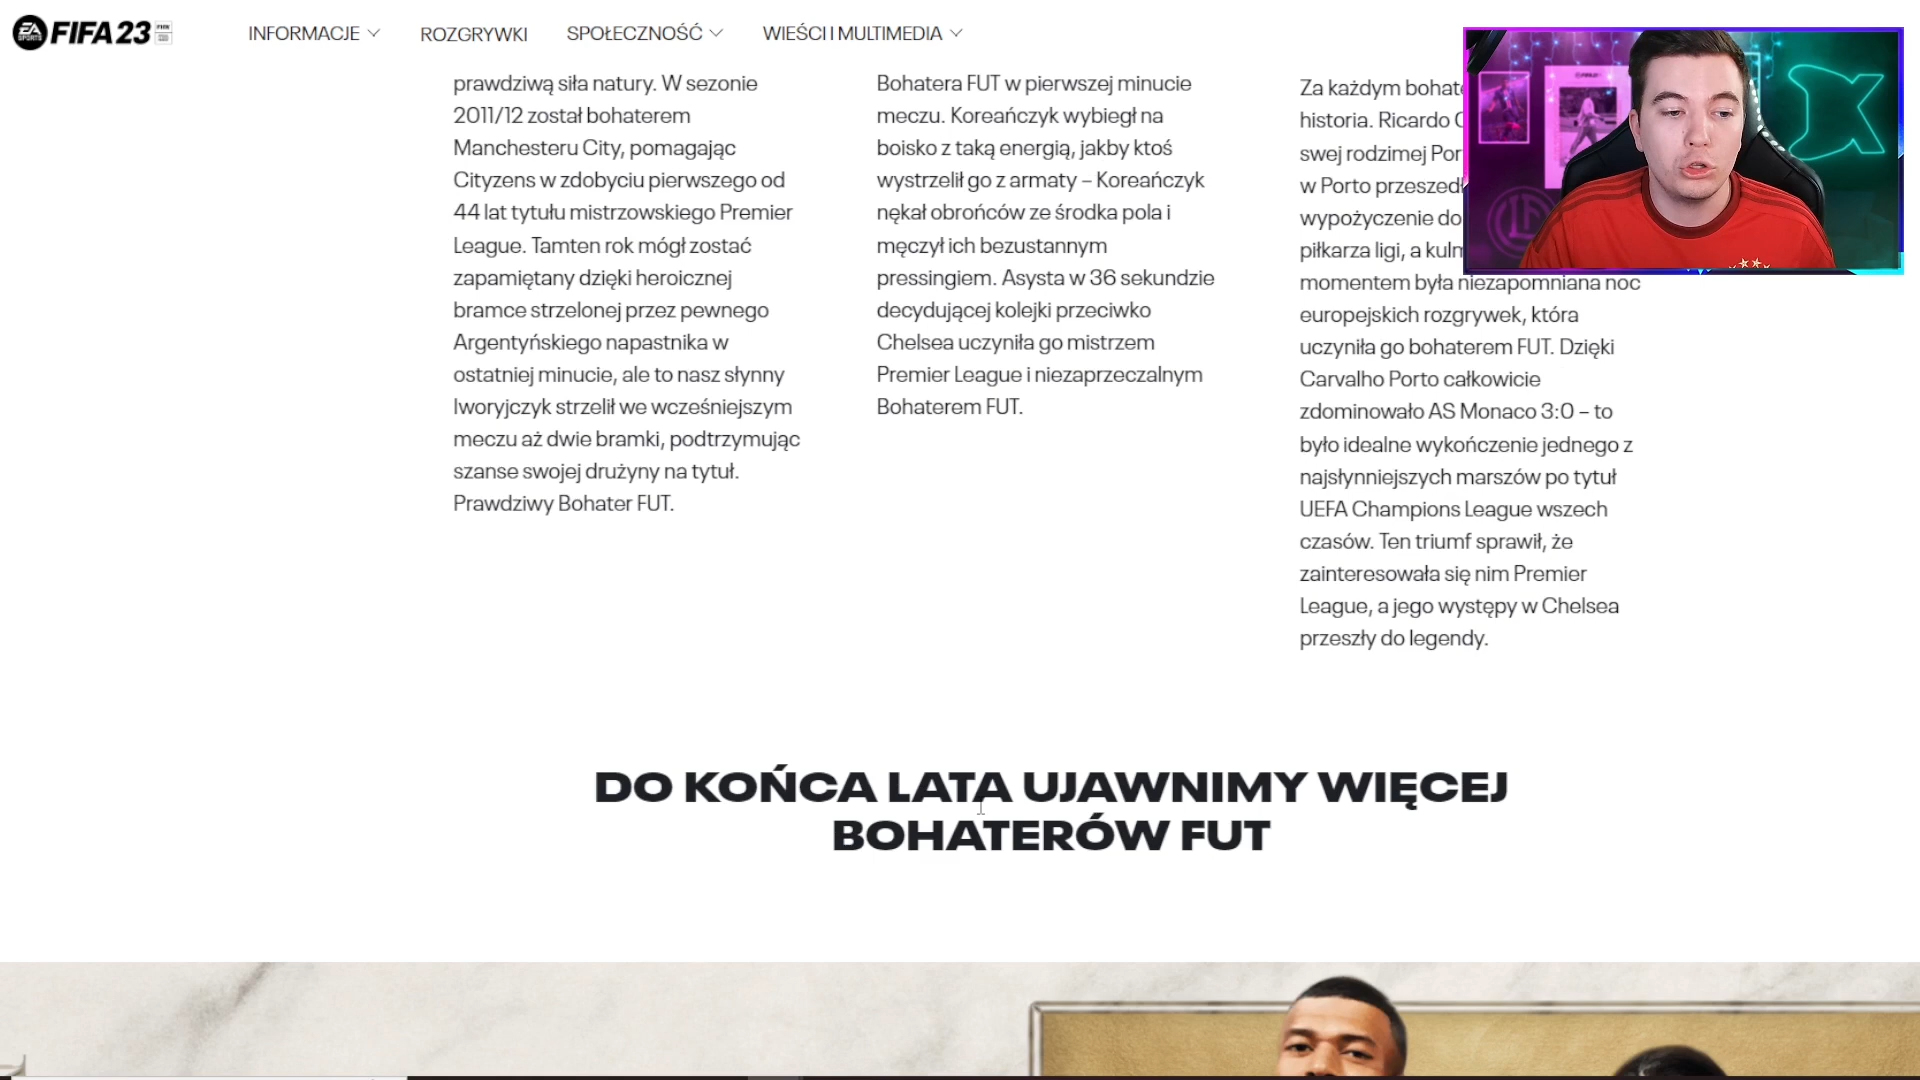 EA SPORTS FIFA 23
INFORMACJE
ROZGRYWKI
SPOŁECZNOŚĆ
WIEŚCI I MULTIMEDIA
prawdziwą siła natury. W sezonie
2011/12 został bohaterem
Manchesteru City, pomagając
Cityzens w zdobyciu pierwszego od
44 lat tytułu mistrzowskiego Premier
League. Tamten rok mógł zostać
zapamiętany dzięki heroicznej
bramce strzelonej przez pewnego
Argentyńskiego napastnika w
ostatniej minucie, ale to nasz słynny
Iworyjczyk strzelił we wcześniejszym
meczu aż dwie bramki, podtrzymując
szanse swojej drużyny na tytuł.
Prawdziwy Bohater FUT.
Bohatera FUT w pierwszej minucie
meczu. Koreańczyk wybiegł na
boisko z taką energią, jakby ktoś
wystrzelił go z armaty – Koreańczyk
nękał obrońców ze środka pola i
męczył ich bezustannym
pressingiem. Asysta w 36 sekundzie
decydującej kolejki przeciwko
Chelsea uczyniła go mistrzem
Premier League i niezaprzeczalnym
Bohaterem FUT.
Za każdym
historia. Ricardo
swej rodzimej
w Porto
wypożyczenie do
piłkarza ligi, a
momentem była niezapomniana noc
europejskich rozgrywek, która
uczyniła go bohaterem FUT. Dzięki
Carvalho Porto całkowicie
zdominowało AS Monaco 3:0 – to
było idealne wykończenie jednego z
najsłynniejszych marszów po tytuł
UEFA Champions League wszech
czasów. Ten triumf sprawił, że
zainteresowała się nim Premier
League, a jego występy w Chelsea
przeszły do legendy.
DO KOŃCA LATA UJAWNIMY WIĘCEJ
BOHATERÓW FUT